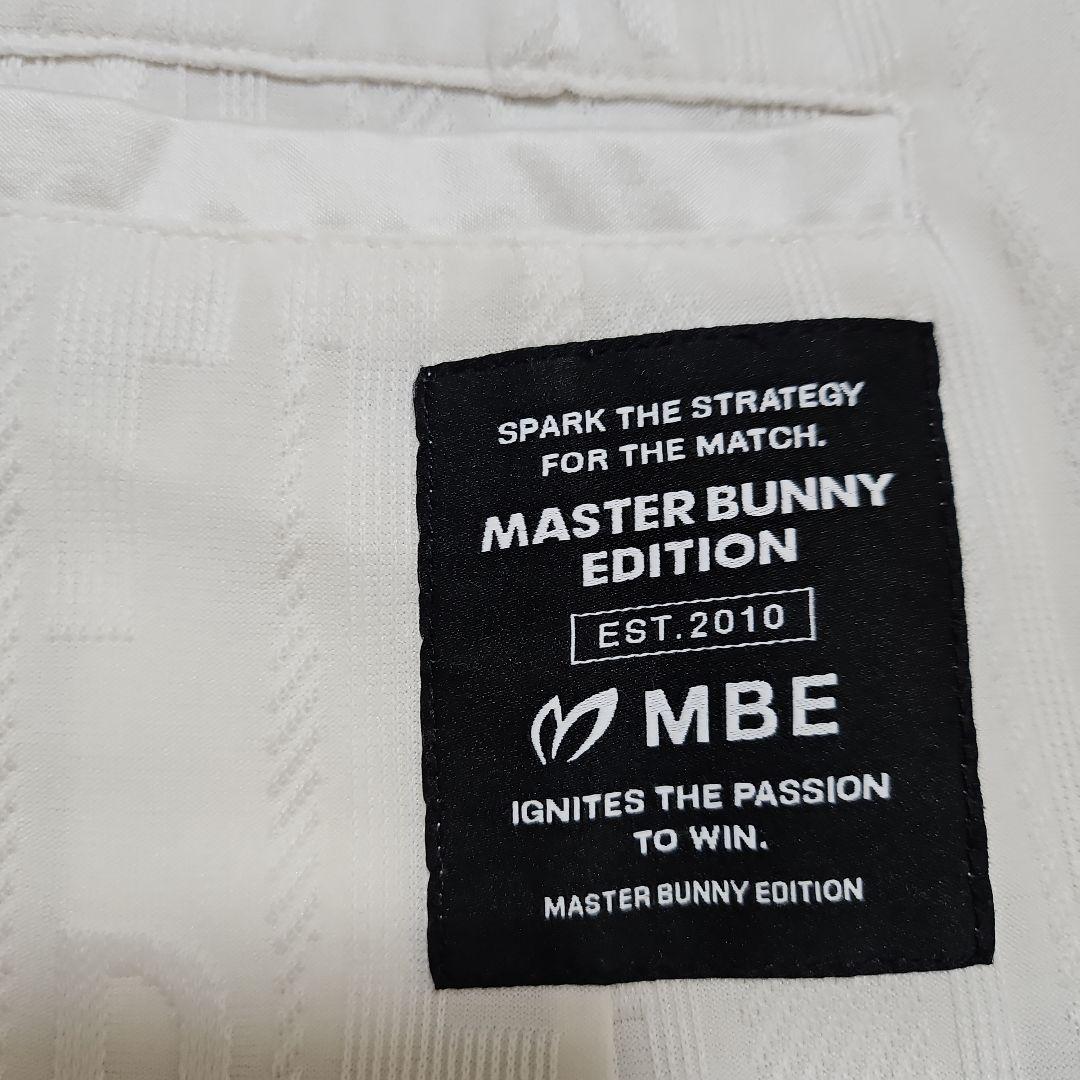 SPARK THE STRATEGY
FOR THE MATCH.
MASTER BUNNY
EDITION
EST.2010
MBE
IGNITES THE PASSION
TO WIN.
MASTER BUNNY EDITION